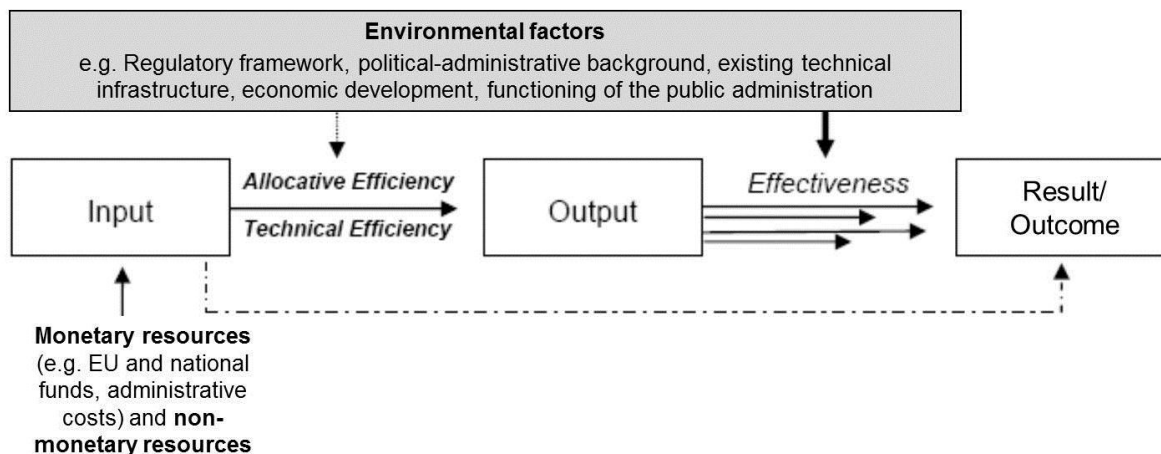 Environmental factors
e.g. Regulatory framework, political-administrative background, existing technical
infrastructure, economic development, functioning of the public administration
Input
Allocative Efficiency
Technical Efficiency
Output
Effectiveness
Result/
Outcome
Monetary resources
(e.g. EU and national
funds, administrative
costs) and non-
monetary resources